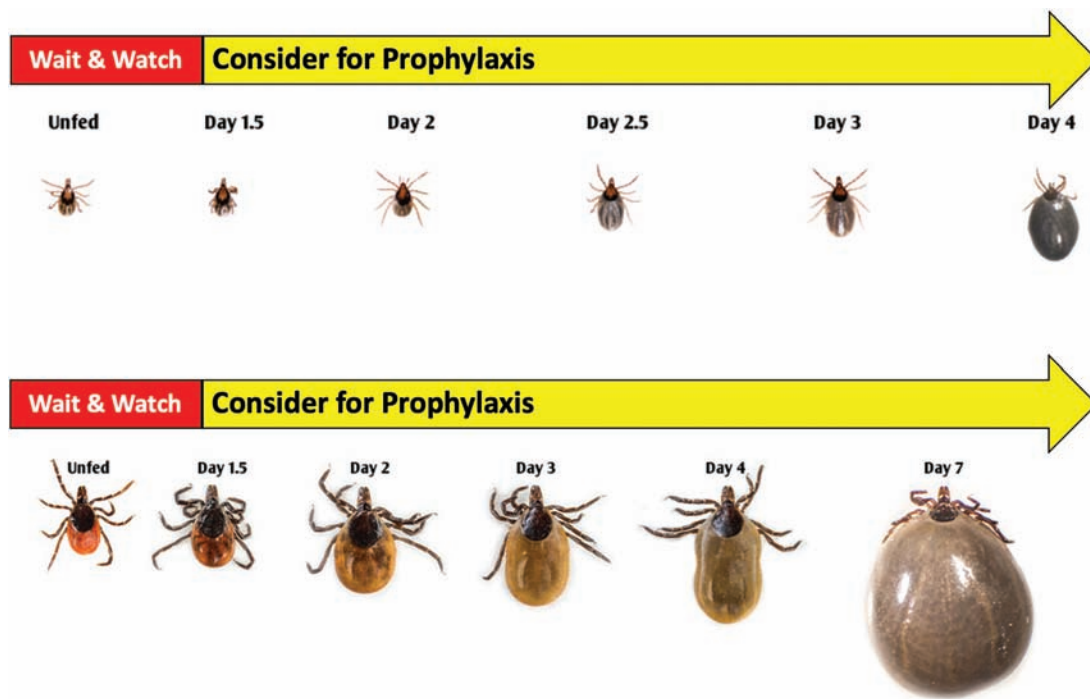 Wait & Watch Consider for Prophylaxis
Unfed Day 1.5 Day 2 Day 2.5 Day 3 Day 4
Wait & Watch Consider for Prophylaxis
Unfed Day 1.5 Day 2 Day 3 Day 4 Day 7